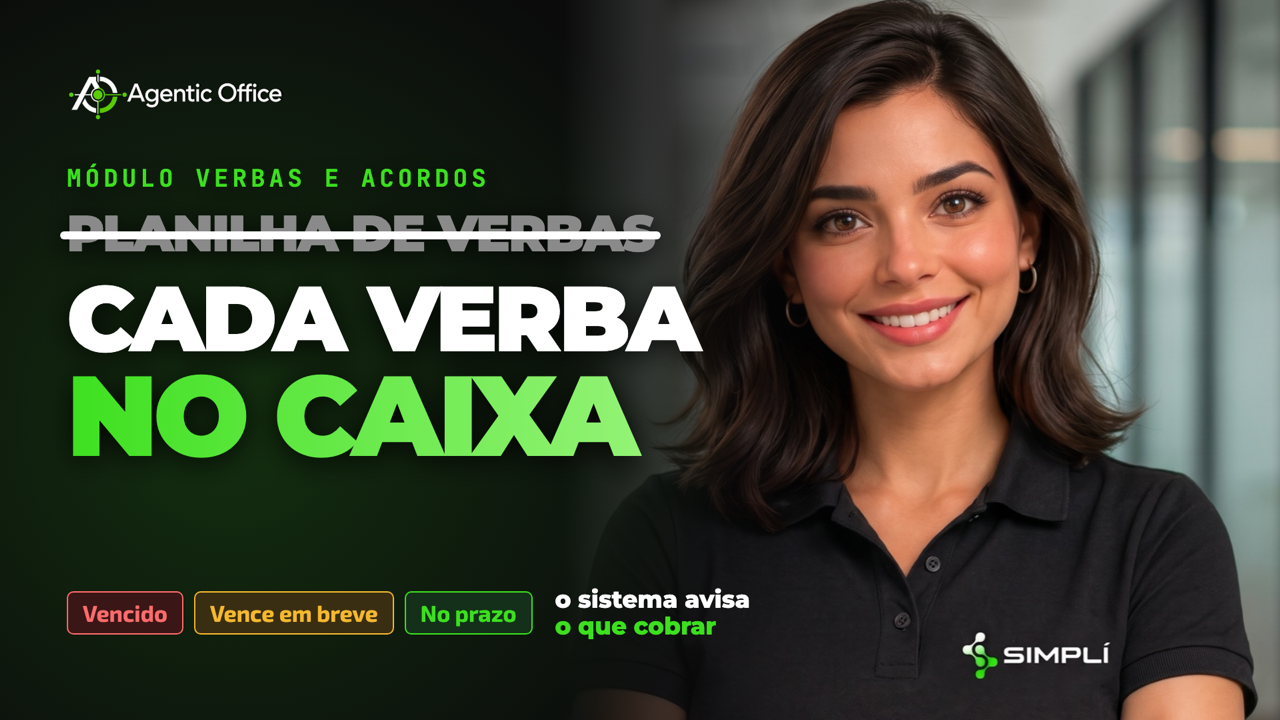 Agentic Office
MÓDULO VERBAS E ACORDOS
PLANILHA DE VERBAS
CADA VERBA
NO CAIXA
Vencido
Vence em breve
No prazo
o sistema avisa
o que cobrar
SIMPLÍ